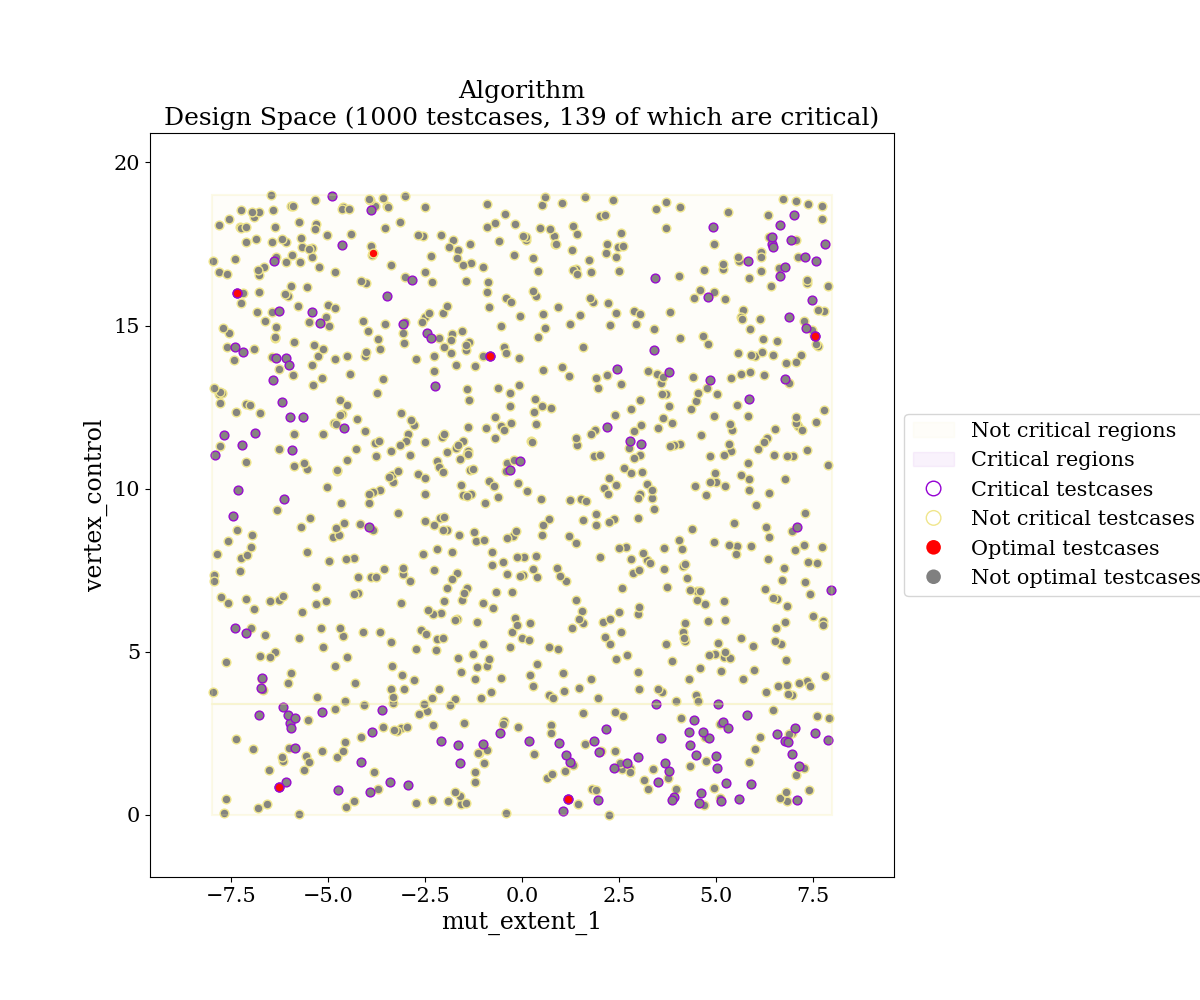 Algorithm
Design Space (1000 testcases, 139 of which are critical)
20
15
10
5
0
vertex_control
−7.5 −5.0 −2.5 0.0 2.5 5.0 7.5
mut_extent_1
Not critical regions
Critical regions
Critical testcases
Not critical testcases
Optimal testcases
Not optimal testcases